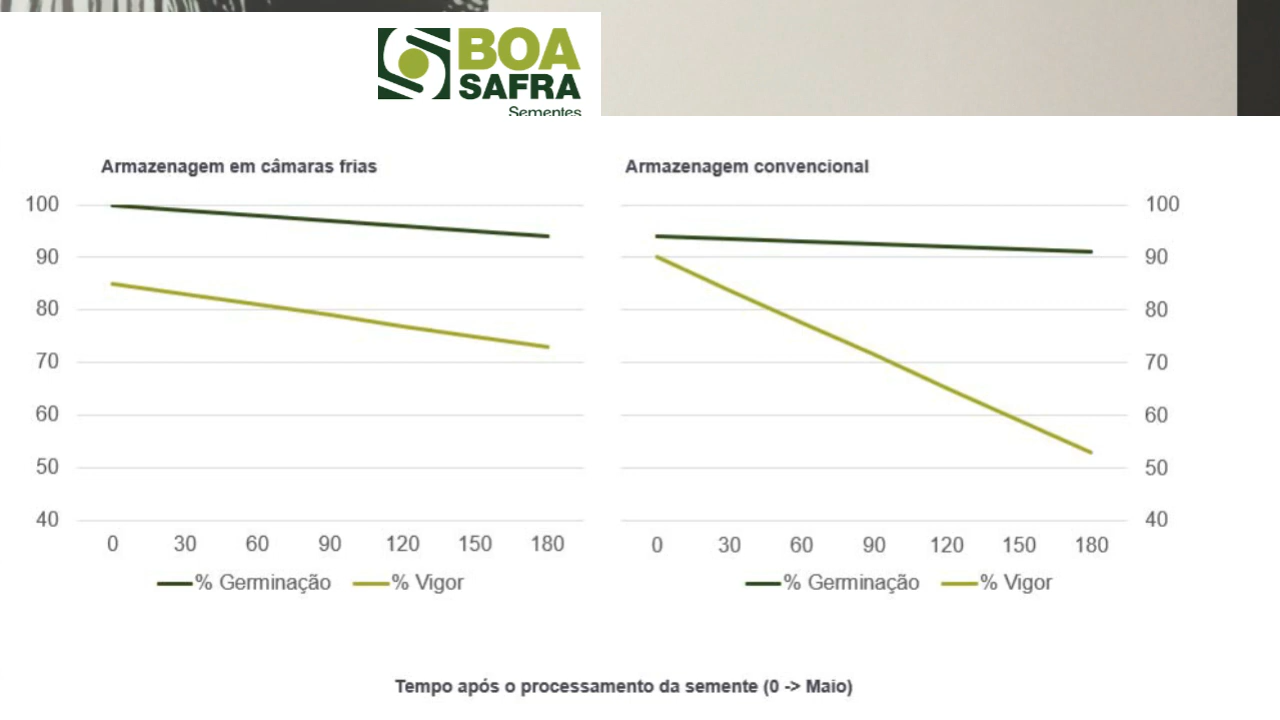 BOA
SAFRA
Sementes
Armazenagem em câmaras frias
100
90
80
70
60
50
40
0 30 60 90 120 150 180
% Germinação % Vigor
Armazenagem convencional
100
90
80
70
60
50
40
0 30 60 90 120 150 180
% Germinação % Vigor
Tempo após o processamento da semente (0 -> Maio)